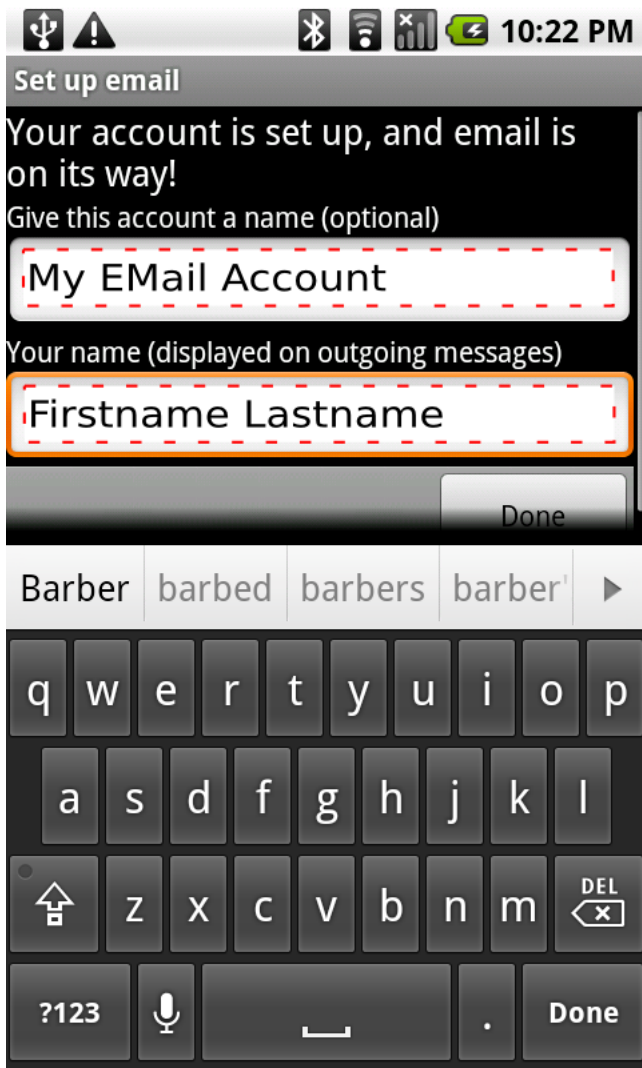 10:22 PM
Set up email
Your account is set up, and email is
on its way!
Give this account a name (optional)
My EMail Account
Your name (displayed on outgoing messages)
Firstname Lastname
Done
Barber barbed barbers barber'
q w e r t y u i o p
a s d f g h j k l
z x c v b n m DEL
?123 . Done